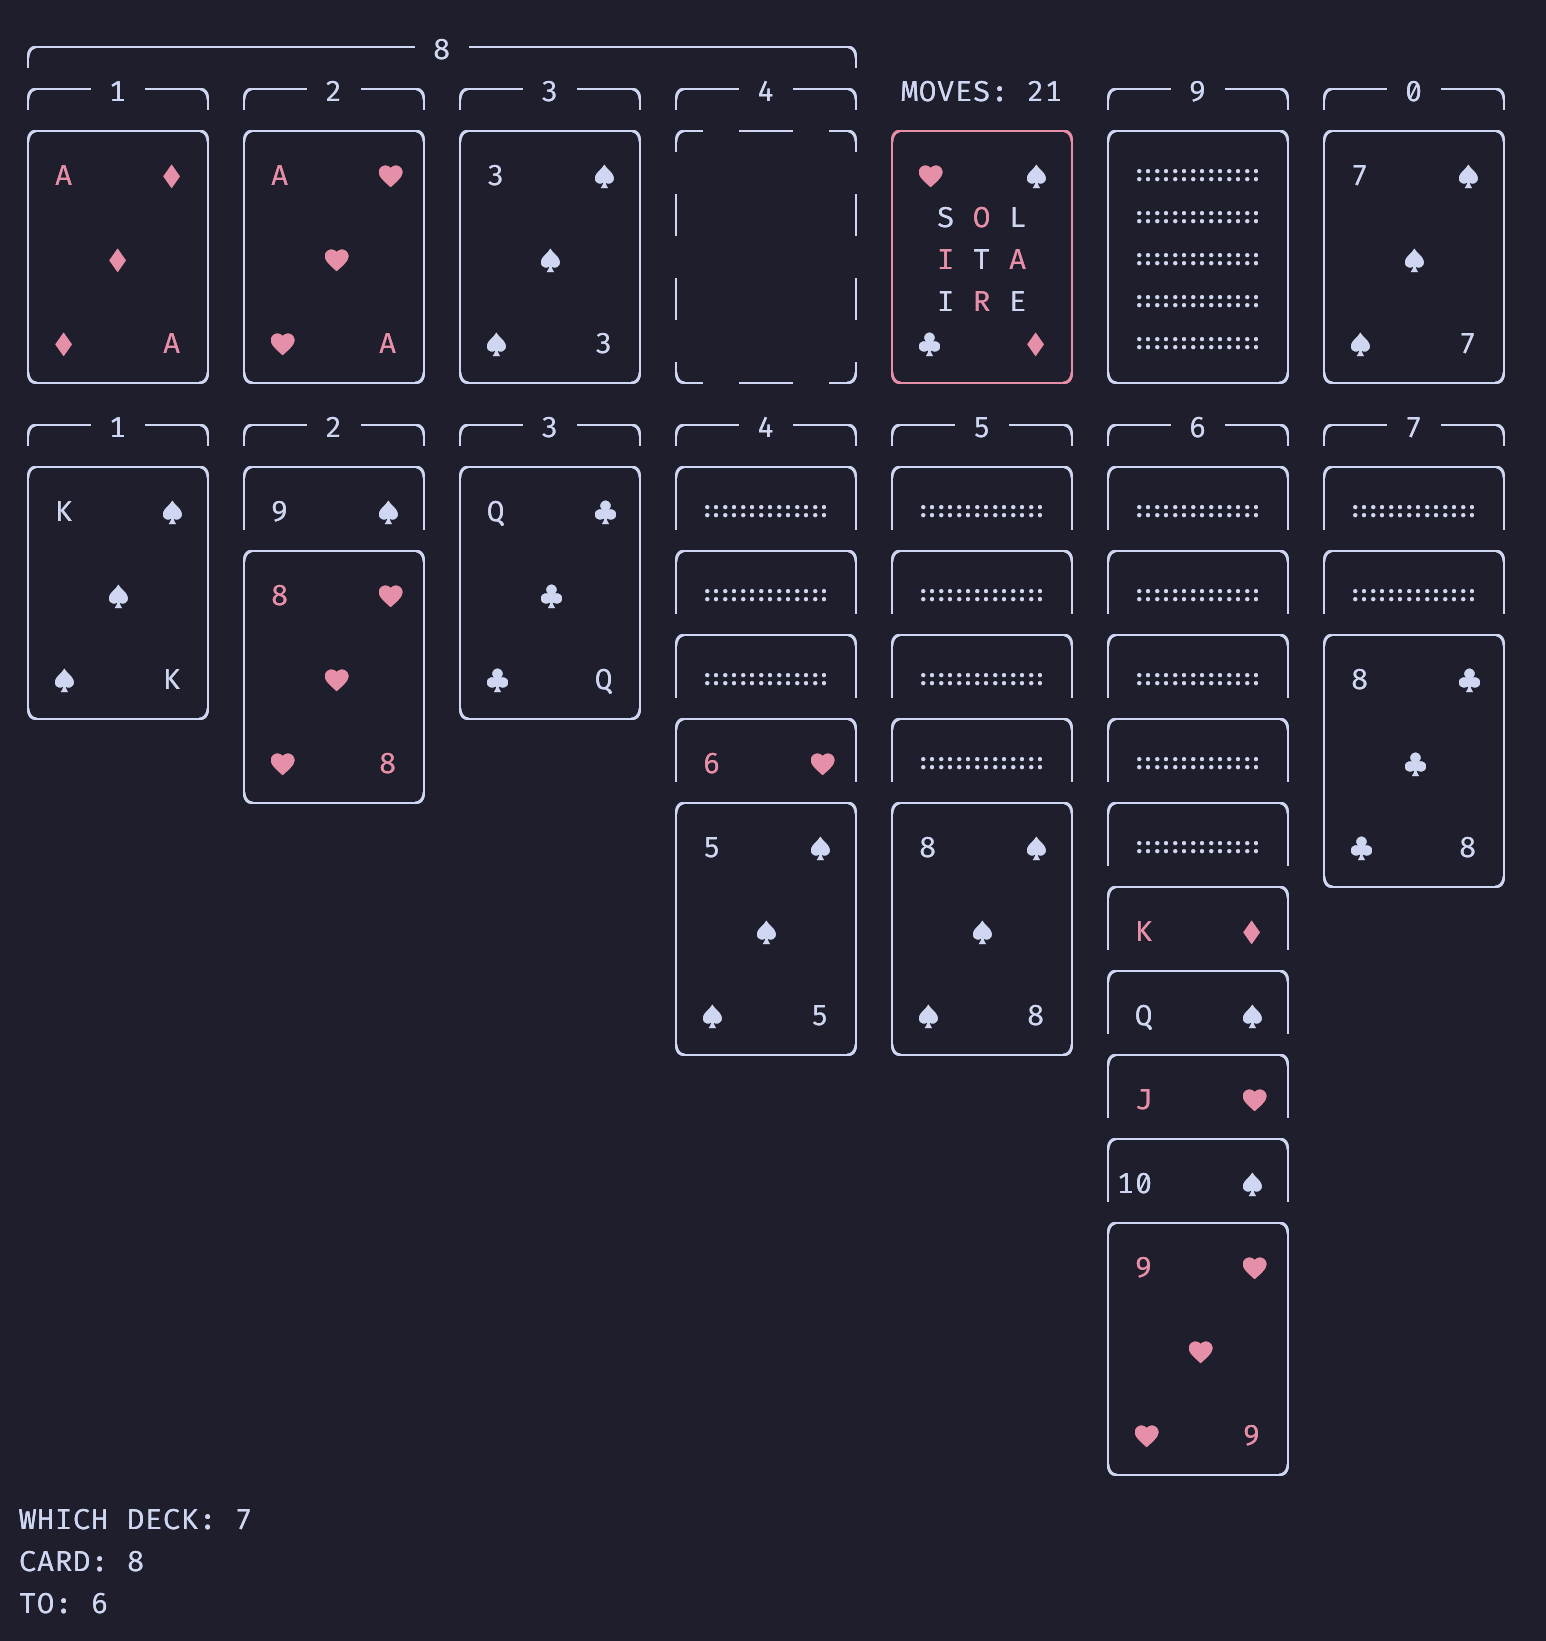 8
1 2 3 4 MOVES: 21 9 0
A ♦ A ♥ 3 ♠ ♥ ♠ 7 ♠
S O L
♦ ♥ ♠ I T A ♠
I R E
♦ A ♥ A ♠ 3 ♣ ♦ ♠ 7
1 2 3 4 5 6 7
K ♠ 9 ♠ Q ♣
♠ 8 ♥ ♣
♠ K ♥ ♣ Q 8 ♣
♥ 8 6 ♥ ♣
5 ♠ 8 ♠ ♣ 8
♠ ♠ K ♦
♠ 5 ♠ 8 Q ♠
J ♥
10 ♠
9 ♥
♥
♥ 9
WHICH DECK: 7
CARD: 8
TO: 6